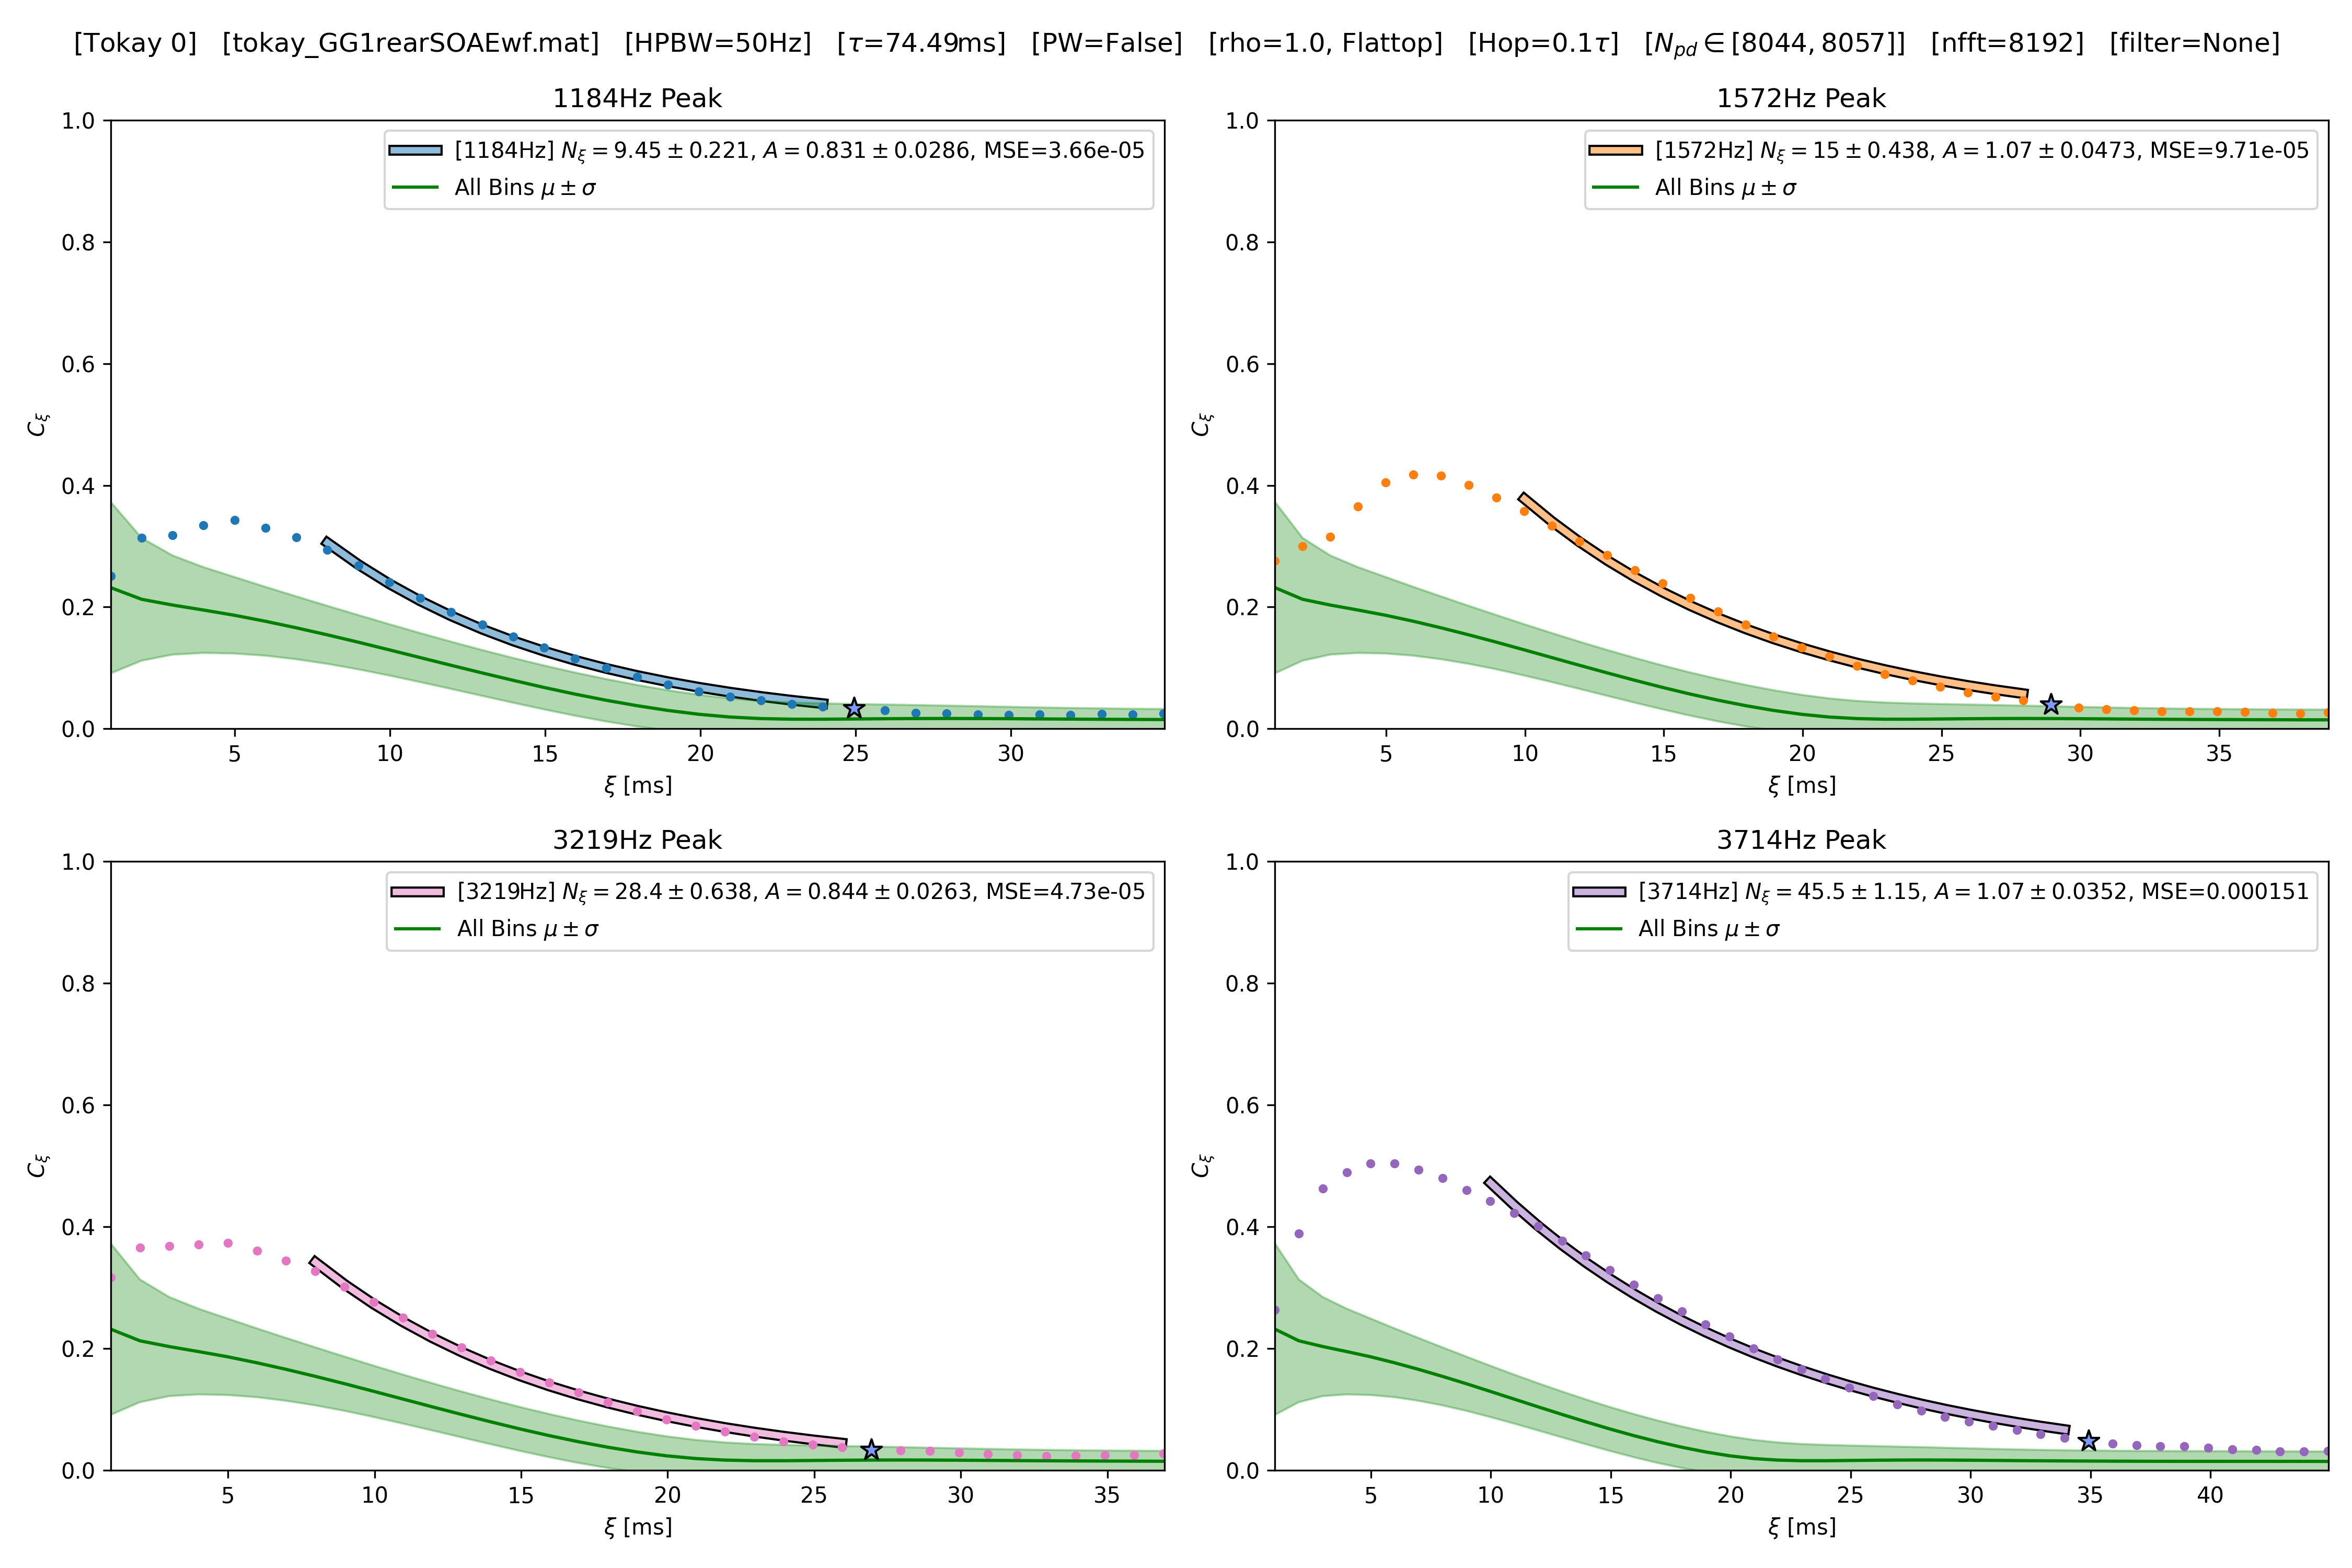 [Tokay 0] [tokay_GG1rearSOAEwf.mat] [HPBW=50Hz] [τ=74.49ms] [PW=False] [rho=1.0, Flattop] [Hop=0.1τ] [N_pd ∈ [8044, 8057]] [nfft=8192] [filter=None]
1184Hz Peak
1.0
0.8
0.6
0.4
0.2
0.0
C_ξ
[1184Hz] N_ξ = 9.45 ± 0.221, A = 0.831 ± 0.0286, MSE=3.66e-05
All Bins μ ± σ
5 10 15 20 25 30
ξ [ms]
1572Hz Peak
1.0
0.8
0.6
0.4
0.2
0.0
C_ξ
[1572Hz] N_ξ = 15 ± 0.438, A = 1.07 ± 0.0473, MSE=9.71e-05
All Bins μ ± σ
5 10 15 20 25 30 35
ξ [ms]
3219Hz Peak
1.0
0.8
0.6
0.4
0.2
0.0
C_ξ
[3219Hz] N_ξ = 28.4 ± 0.638, A = 0.844 ± 0.0263, MSE=4.73e-05
All Bins μ ± σ
5 10 15 20 25 30 35
ξ [ms]
3714Hz Peak
1.0
0.8
0.6
0.4
0.2
0.0
C_ξ
[3714Hz] N_ξ = 45.5 ± 1.15, A = 1.07 ± 0.0352, MSE=0.000151
All Bins μ ± σ
5 10 15 20 25 30 35 40
ξ [ms]